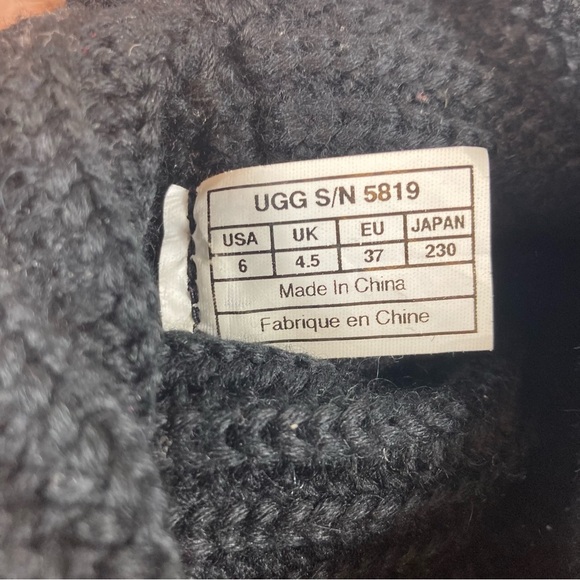 UGG S/N 5819
USA UK EU JAPAN
6 4.5 37 230
Made In China
Fabrique en Chine